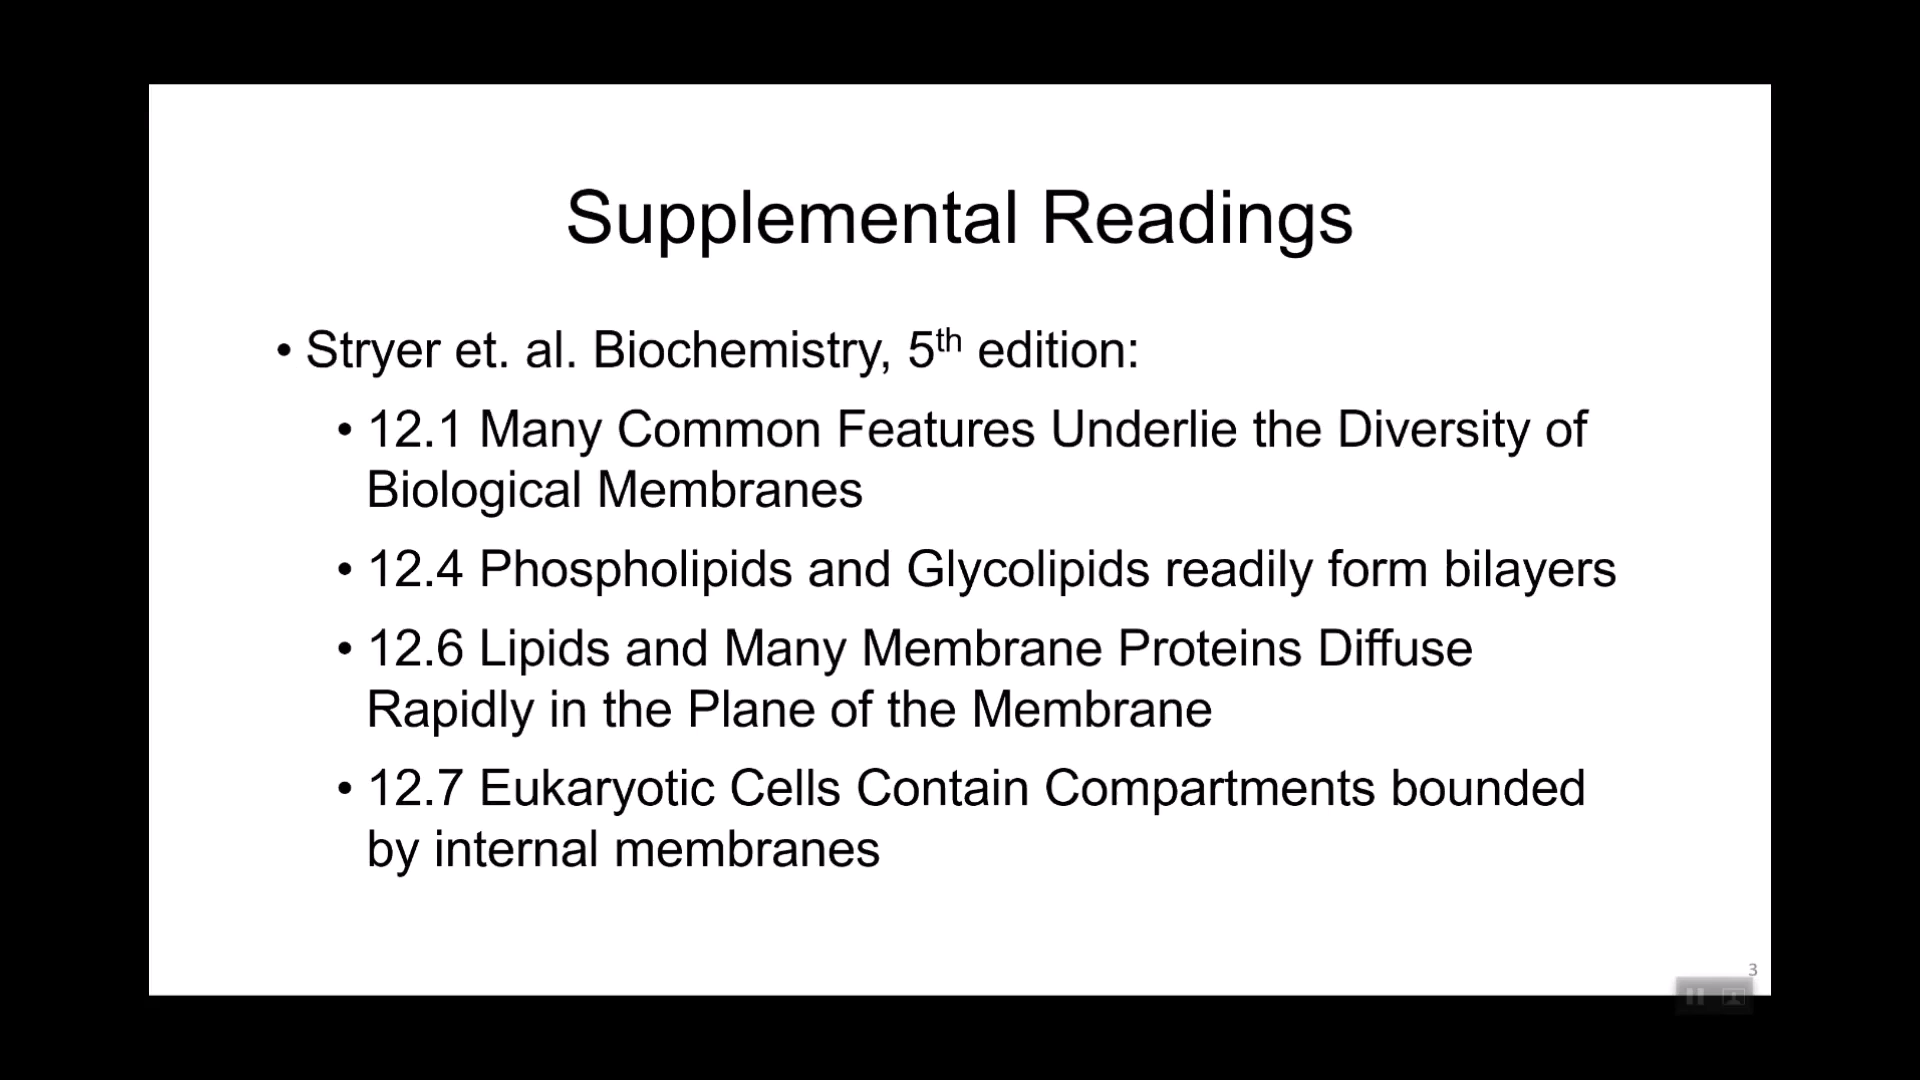 Supplemental Readings
• Stryer et. al. Biochemistry, 5th edition:
• 12.1 Many Common Features Underlie the Diversity of
Biological Membranes
• 12.4 Phospholipids and Glycolipids readily form bilayers
• 12.6 Lipids and Many Membrane Proteins Diffuse
Rapidly in the Plane of the Membrane
• 12.7 Eukaryotic Cells Contain Compartments bounded
by internal membranes
3